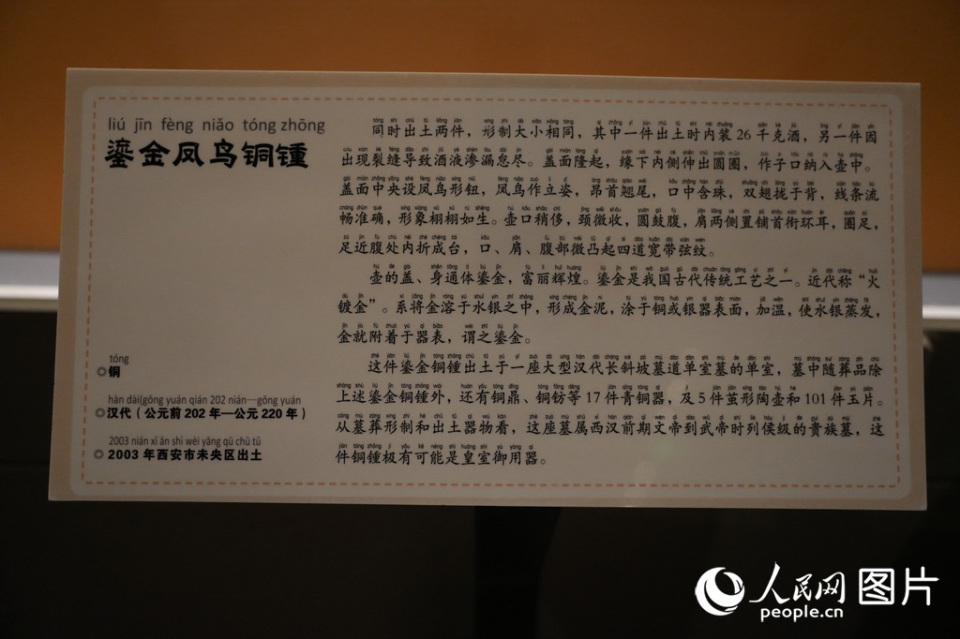 liú jīn fèng niǎo tóng zhōng
鎏金凤鸟铜锺
tóng
铜
hàn dài(gōng yuán qián 202 nián—gōng yuán
汉代（公元前202年—公元220年）
2003 nián xī ān shì wèi yāng qū chū tǔ
2003年西安市未央区出土
同时出土两件，形制大小相同，其中一件出土时内装26千克酒，另一件因
出现裂缝导致酒液渗漏怠尽。盖面隆起，缘下内侧伸出圆圈，作子口纳入壶中。
盖面中央设凤鸟形钮，凤鸟作立姿，昂首翘尾，口中含珠，双翅拢于背，线条流
畅准确，形象栩栩如生。壶口稍侈，颈微收，圆鼓腹，肩两侧置铺首衔环耳，圈足，
足近腹处内折成台，口、肩、腹部微凸起四道宽带弦纹。
壶的盖、身通体鎏金，富丽辉煌。鎏金是我国古代传统工艺之一。近代称“火
镀金”。系将金溶于水银之中，形成金泥，涂于铜或银器表面，加温，使水银蒸发，
金就附着于器表，谓之鎏金。
这件鎏金铜锺出土于一座大型汉代长斜坡墓道单室墓的单室，墓中随葬品除
上述鎏金铜锺外，还有铜鼎、铜钫等17件青铜器，及5件茧形陶壶和101件玉片。
从墓葬形制和出土器物看，这座墓属西汉前期文帝到武帝时列侯级的贵族墓，这
件铜锺极有可能是皇室御用器。
人民网 图片
people.cn